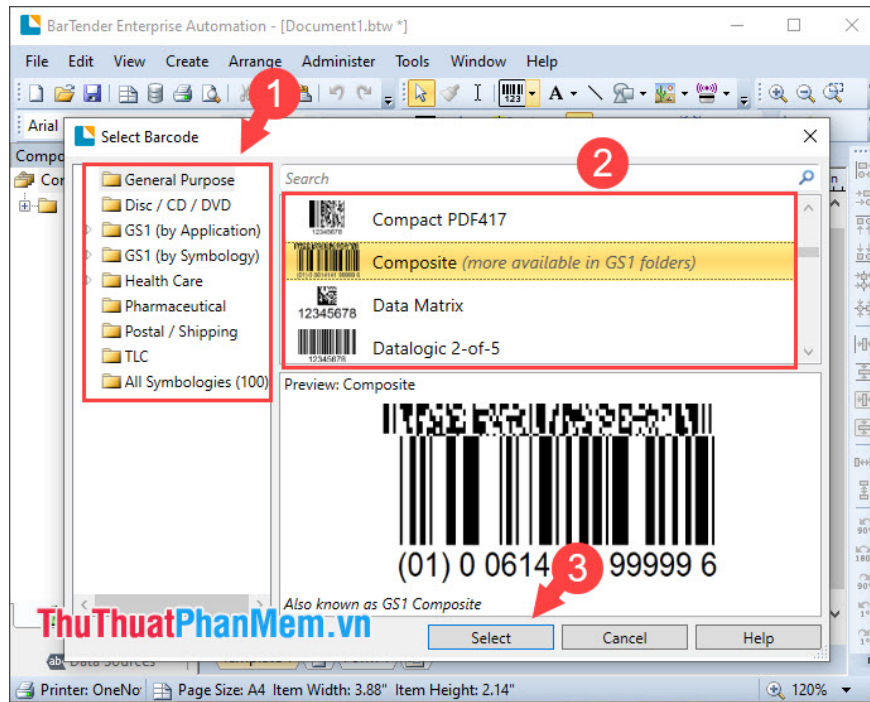 BarTender Enterprise Automation - [Document1.btw *]
File Edit View Create Arrange Administer Tools Window Help
1
123
A
Arial
Select Barcode
2
General Purpose
Disc / CD / DVD
GS1 (by Application)
GS1 (by Symbology)
Health Care
Pharmaceutical
Postal / Shipping
TLC
All Symbologies (100)
Search
12345678
Compact PDF417
Composite (more available in GS1 folders)
12345678
Data Matrix
12345678
Datalogic 2-of-5
Preview: Composite
(01) 0 0614 99999 6
3
Also known as GS1 Composite
ThuThuatPhanMem.vn
Select Cancel Help
Data Sources
Printer: OneNo Page Size: A4 Item Width: 3.88" Item Height: 2.14" 120%